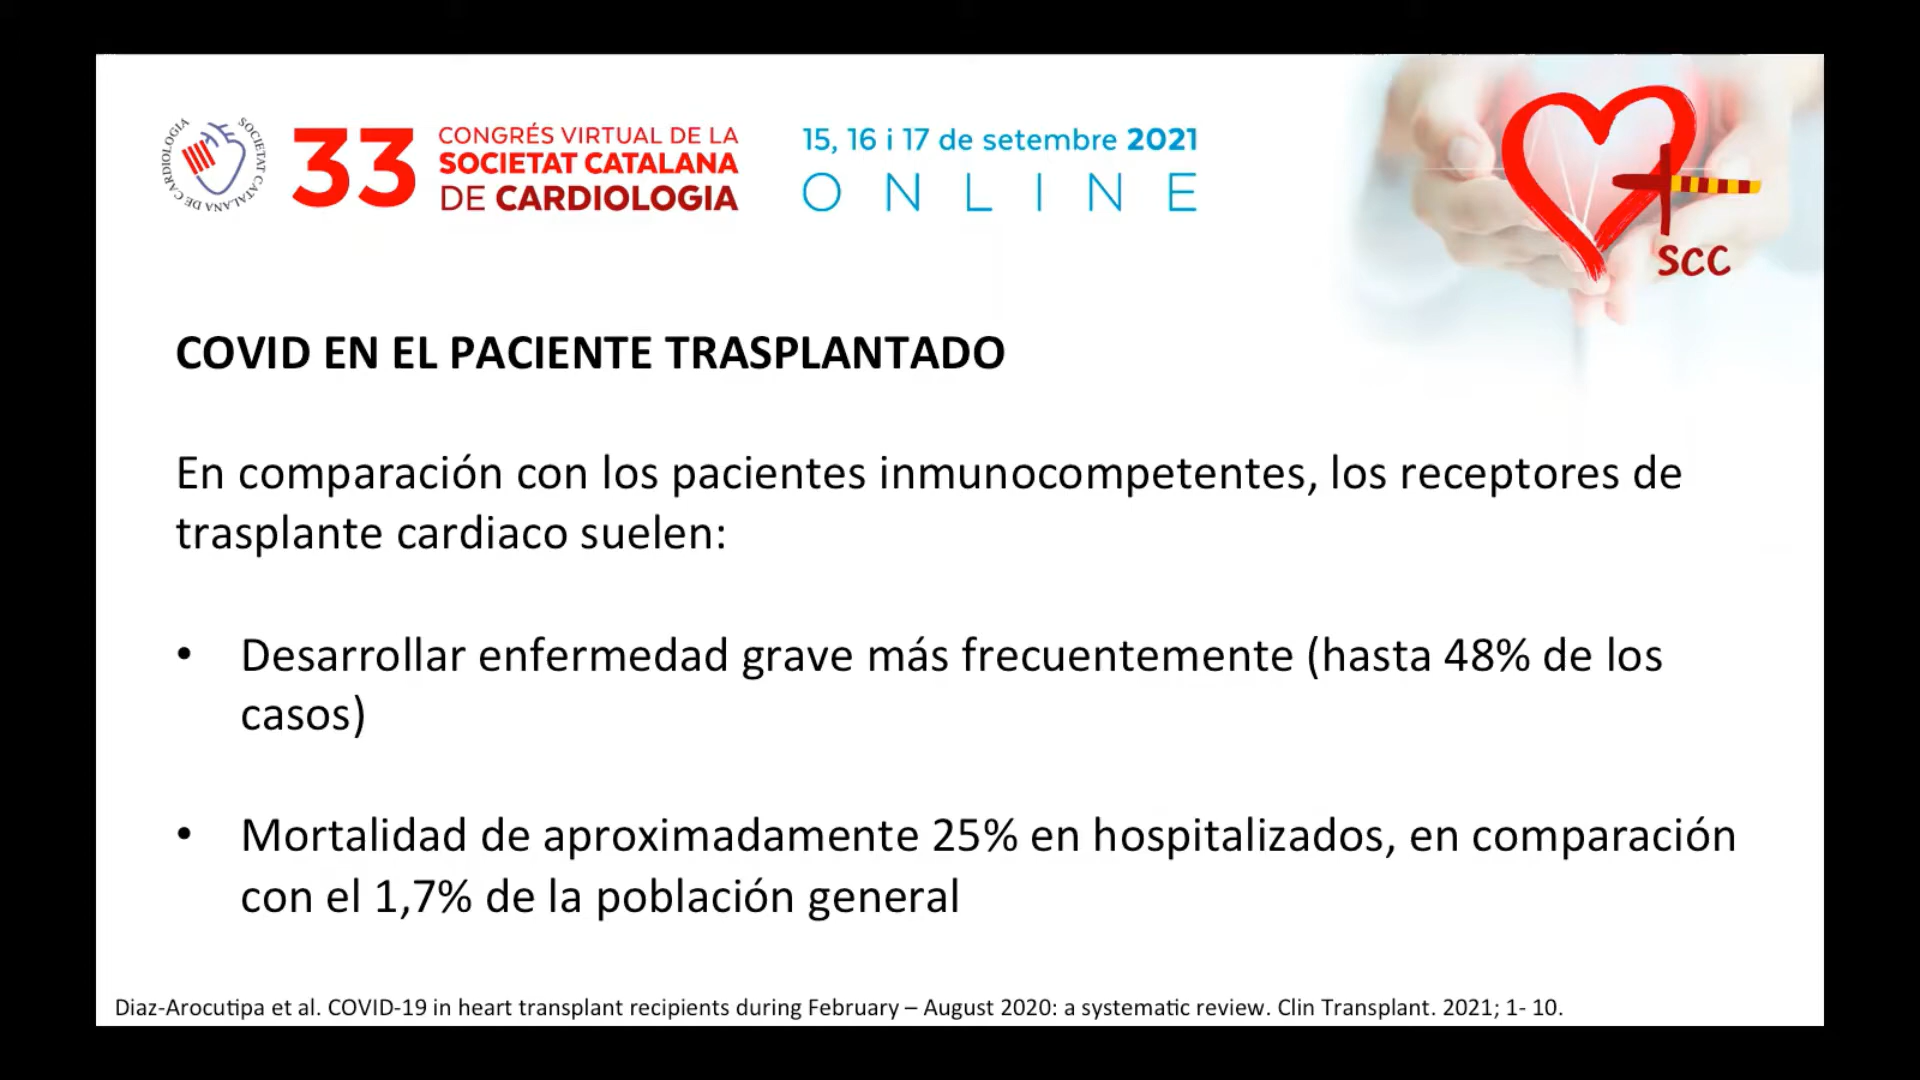 SOCIETAT CATALANA DE CARDIOLOGIA
33
CONGRÉS VIRTUAL DE LA
SOCIETAT CATALANA
DE CARDIOLOGIA
15, 16 i 17 de setembre 2021
ONLINE
SCC
COVID EN EL PACIENTE TRASPLANTADO
En comparación con los pacientes inmunocompetentes, los receptores de
trasplante cardiaco suelen:
• Desarrollar enfermedad grave más frecuentemente (hasta 48% de los
casos)
• Mortalidad de aproximadamente 25% en hospitalizados, en comparación
con el 1,7% de la población general
Diaz-Arocutipa et al. COVID-19 in heart transplant recipients during February – August 2020: a systematic review. Clin Transplant. 2021; 1- 10.